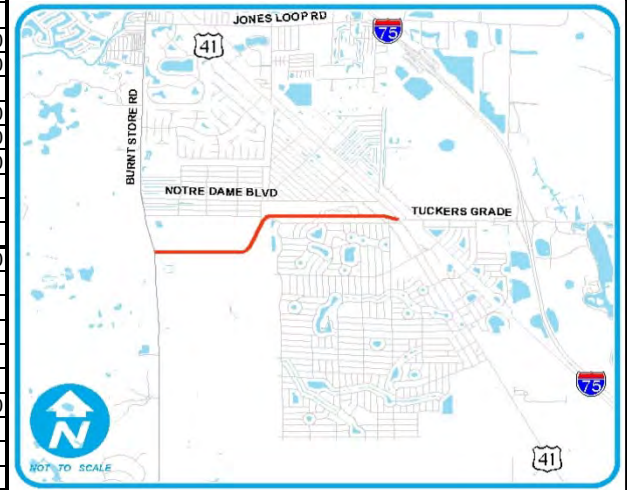 JONES LOOP RD
41
75
BURNT STORE RD
NOTRE DAME BLVD
TUCKERS GRADE
75
N
NOT TO SCALE
41